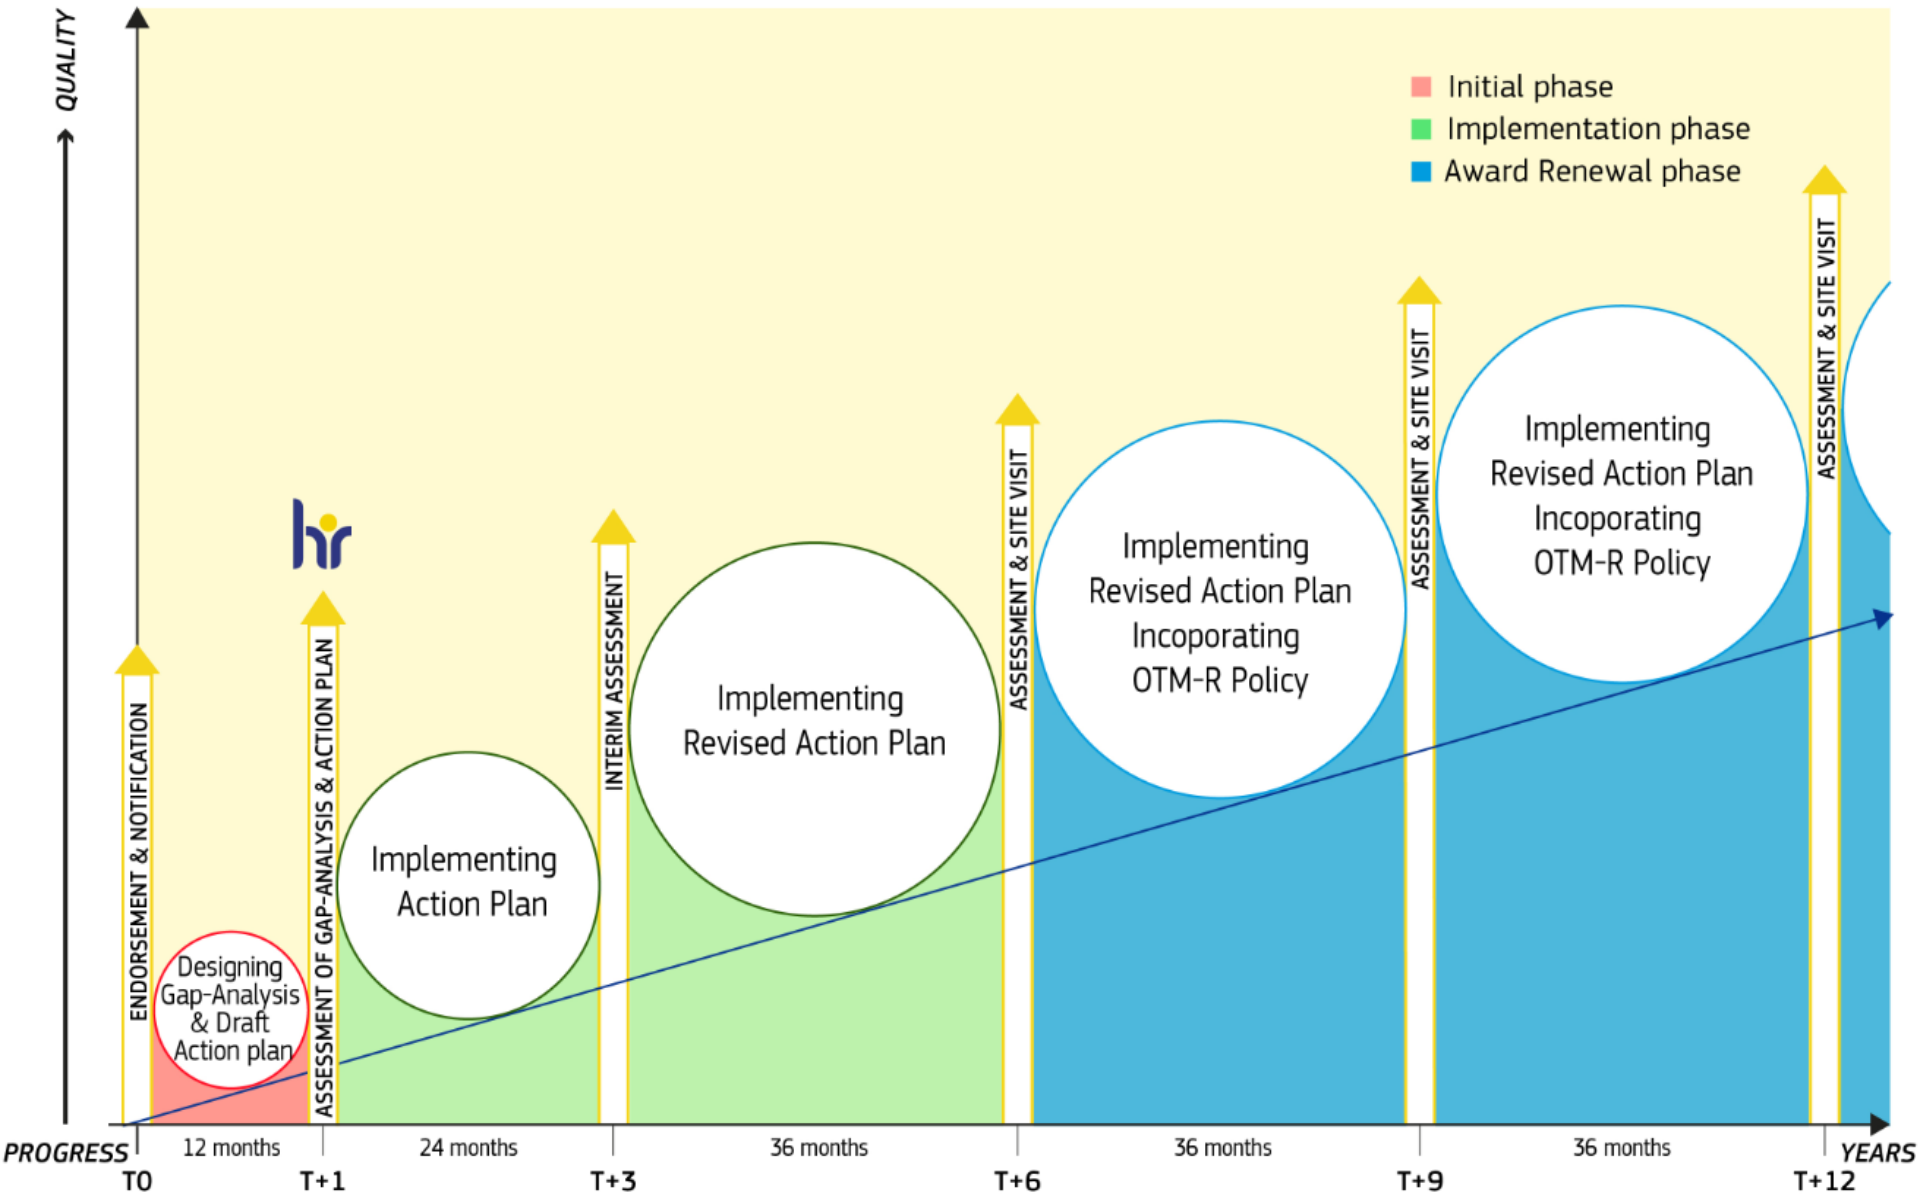 QUALITY
Initial phase
Implementation phase
Award Renewal phase
hr
ENDORSEMENT & NOTIFICATION
Designing
Gap-Analysis
& Draft
Action plan
ASSESSMENT OF GAP-ANALYSIS & ACTION PLAN
Implementing
Action Plan
INTERIM ASSESSMENT
Implementing
Revised Action Plan
ASSESSMENT & SITE VISIT
Implementing
Revised Action Plan
Incoporating
OTM-R Policy
ASSESSMENT & SITE VISIT
Implementing
Revised Action Plan
Incoporating
OTM-R Policy
ASSESSMENT & SITE VISIT
PROGRESS
12 months
24 months
36 months
36 months
36 months
YEARS
T0
T+1
T+3
T+6
T+9
T+12